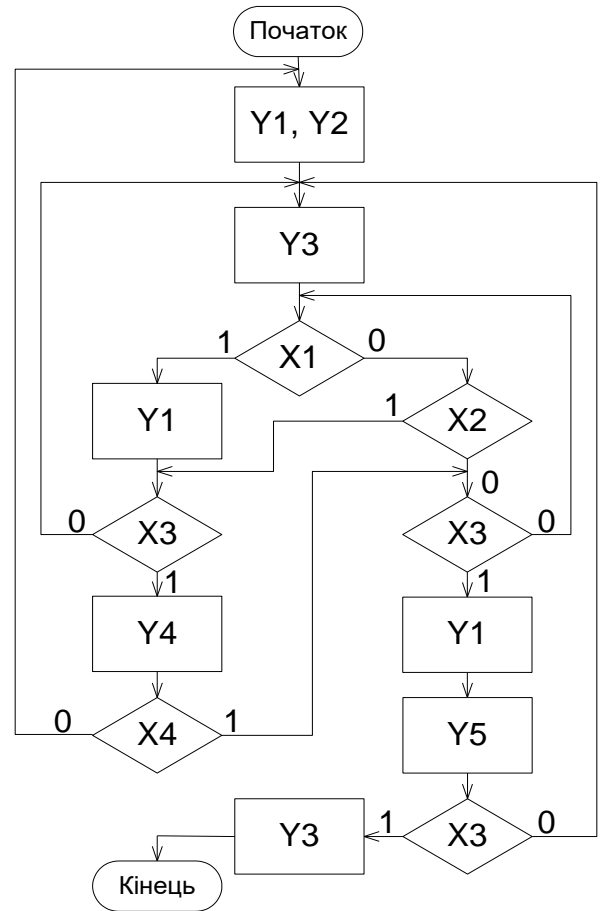 Початок
Y1, Y2
Y3
1 X1 0
Y1
1 X2
0
0 X3
X3 0
1
1
Y4
Y1
0 X4 1
Y5
Y3
1 X3 0
Кінець